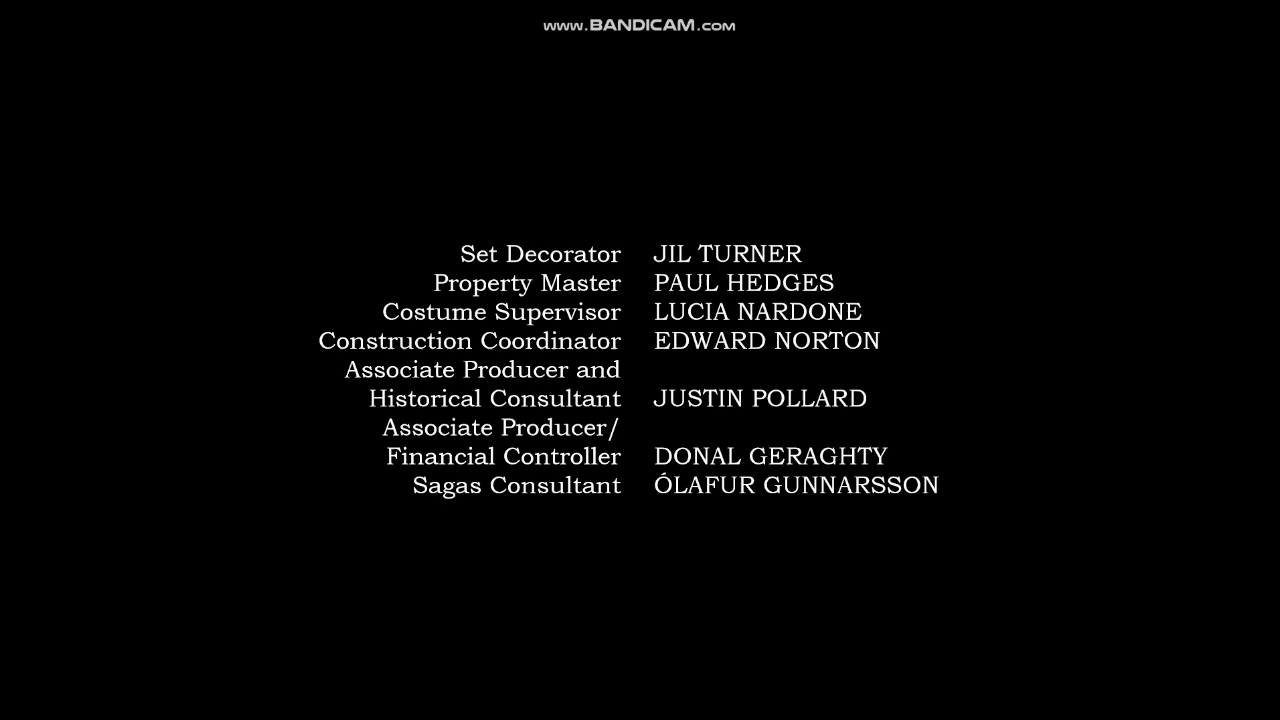 www.BANDICAM.com
Set Decorator JIL TURNER
Property Master PAUL HEDGES
Costume Supervisor LUCIA NARDONE
Construction Coordinator EDWARD NORTON
Associate Producer and
Historical Consultant JUSTIN POLLARD
Associate Producer/
Financial Controller DONAL GERAGHTY
Sagas Consultant ÓLAFUR GUNNARSSON